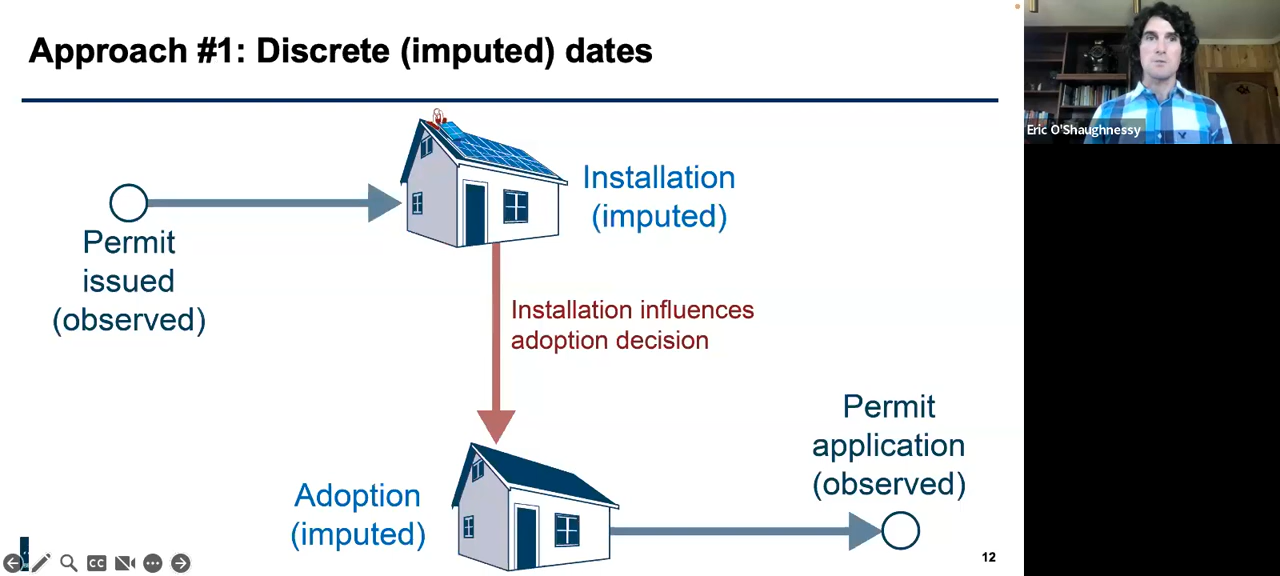 Approach #1: Discrete (imputed) dates
Eric O'Shaughnessy
Installation
(imputed)
Permit
issued
(observed)
Installation influences
adoption decision
Permit
application
(observed)
Adoption
(imputed)
CC
12